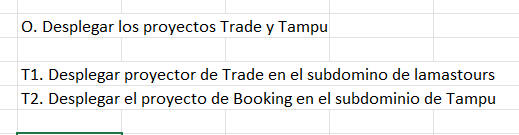 O. Desplegar los proyectos Trade y Tampu
T1. Desplegar proyector de Trade en el subdomino de lamastours
T2. Desplegar el proyecto de Booking en el subdominio de Tampu